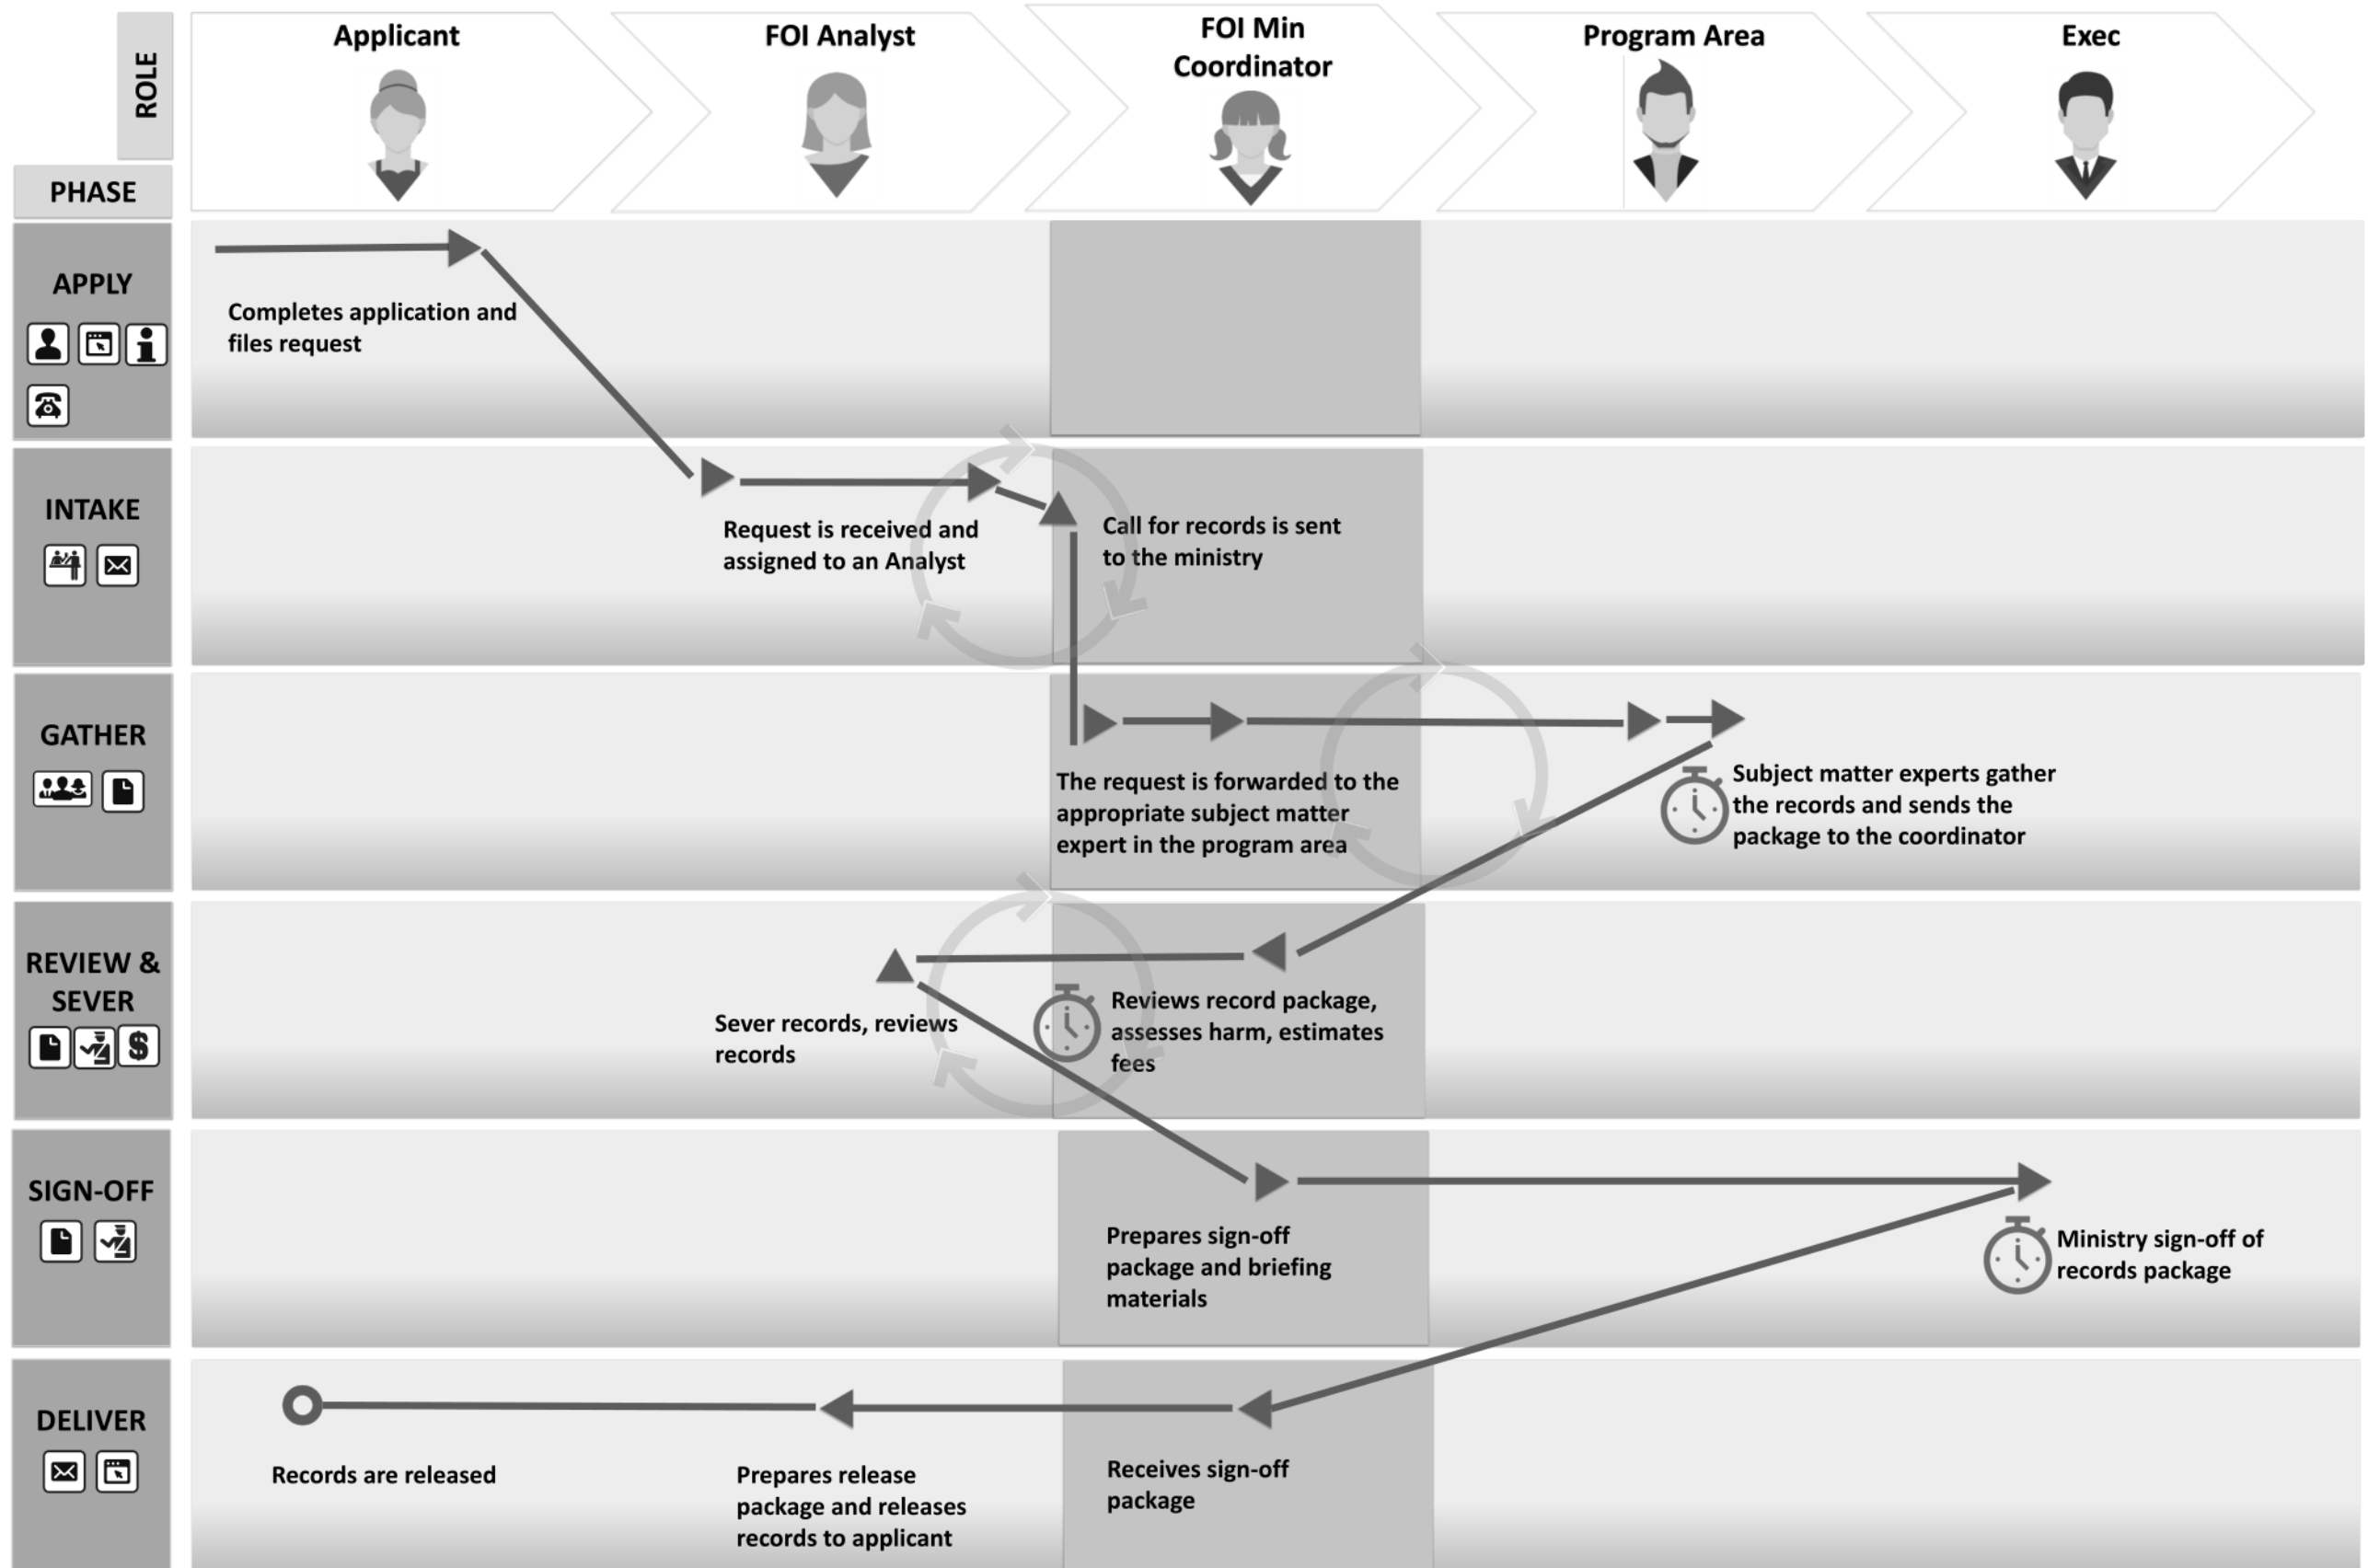 ROLE
Applicant
FOI Analyst
FOI Min
Coordinator
Program Area
Exec
PHASE
APPLY
Completes application and
files request
INTAKE
Request is received and
assigned to an Analyst
Call for records is sent
to the ministry
GATHER
The request is forwarded to the
appropriate subject matter
expert in the program area
Subject matter experts gather
the records and sends the
package to the coordinator
REVIEW &
SEVER
Sever records, reviews
records
Reviews record package,
assesses harm, estimates
fees
SIGN-OFF
Prepares sign-off
package and briefing
materials
Ministry sign-off of
records package
DELIVER
Records are released
Prepares release
package and releases
records to applicant
Receives sign-off
package